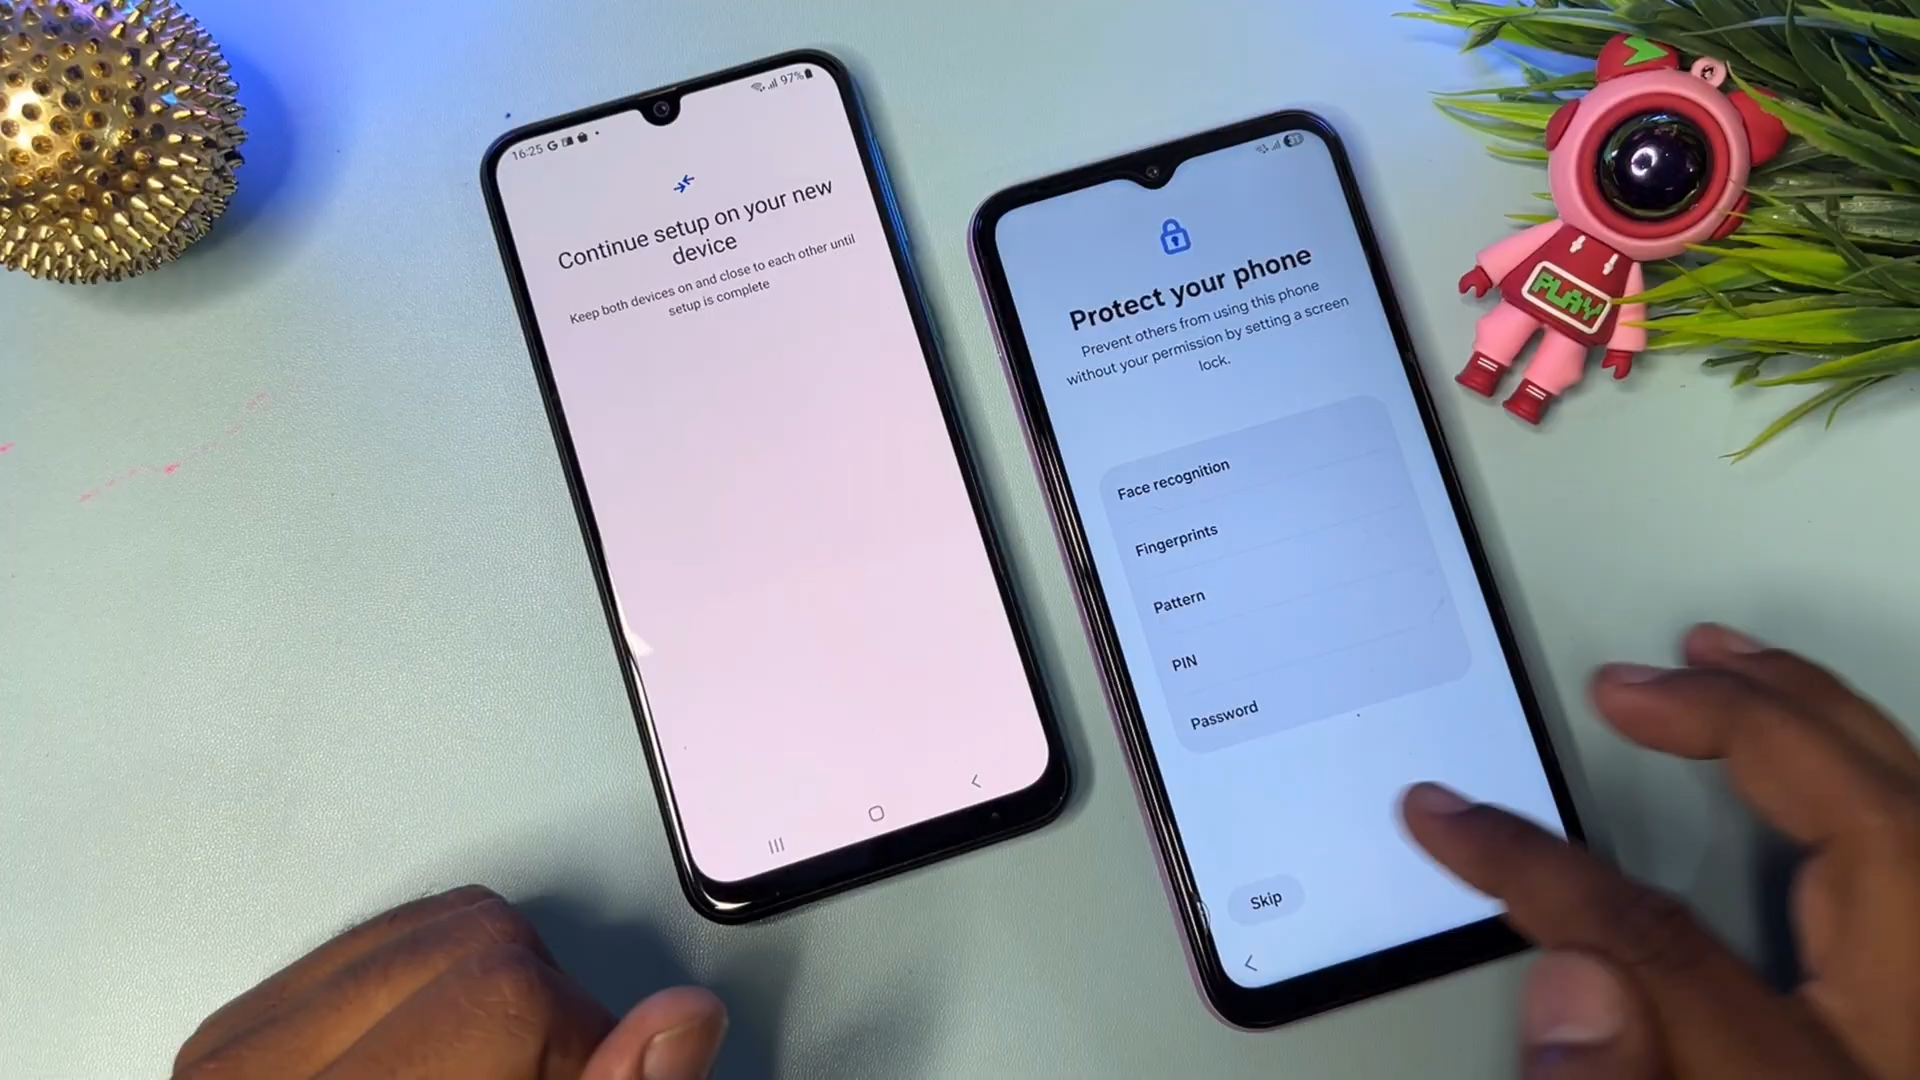 16:25 G
97%
Continue setup on your new
device
Keep both devices on and close to each other until
setup is complete
Protect your phone
Prevent others from using this phone
without your permission by setting a screen
lock.
Face recognition
Fingerprints
Pattern
PIN
Password
Skip
PLAY